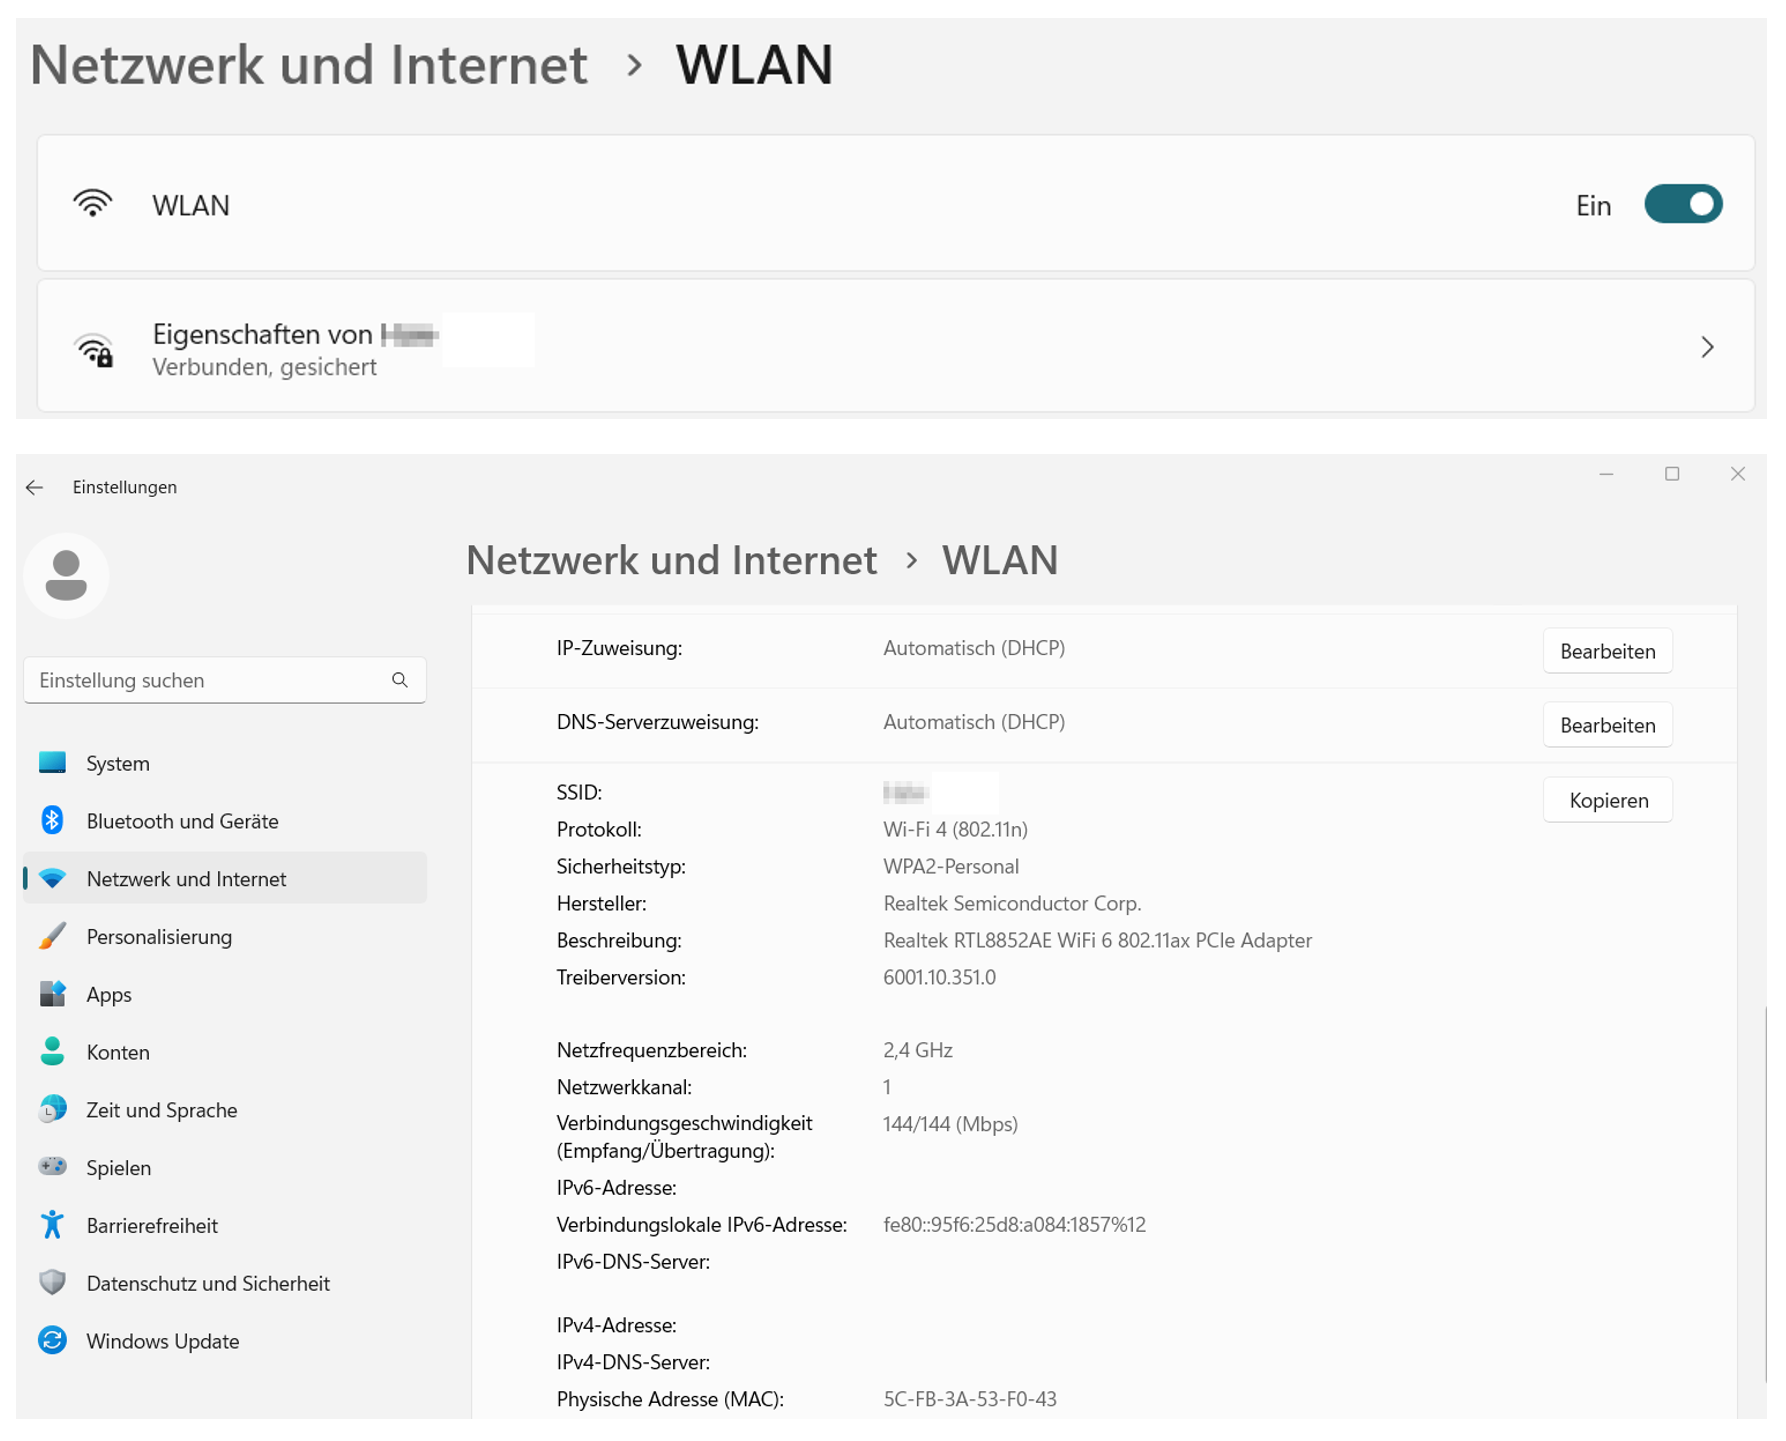 Netzwerk und Internet > WLAN
WLAN
Ein
Eigenschaften von
Verbunden, gesichert
Einstellungen
Einstellung suchen
System
Bluetooth und Geräte
Netzwerk und Internet
Personalisierung
Apps
Konten
Zeit und Sprache
Spielen
Barrierefreiheit
Datenschutz und Sicherheit
Windows Update
Netzwerk und Internet > WLAN
IP-Zuweisung: Automatisch (DHCP) Bearbeiten
DNS-Serverzuweisung: Automatisch (DHCP) Bearbeiten
SSID: Kopieren
Protokoll: Wi-Fi 4 (802.11n)
Sicherheitstyp: WPA2-Personal
Hersteller: Realtek Semiconductor Corp.
Beschreibung: Realtek RTL8852AE WiFi 6 802.11ax PCIe Adapter
Treiberversion: 6001.10.351.0
Netzfrequenzbereich: 2,4 GHz
Netzwerkkanal: 1
Verbindungsgeschwindigkeit 144/144 (Mbps)
(Empfang/Übertragung):
IPv6-Adresse:
Verbindungslokale IPv6-Adresse: fe80::95f6:25d8:a084:1857%12
IPv6-DNS-Server:
IPv4-Adresse:
IPv4-DNS-Server:
Physische Adresse (MAC): 5C-FB-3A-53-F0-43